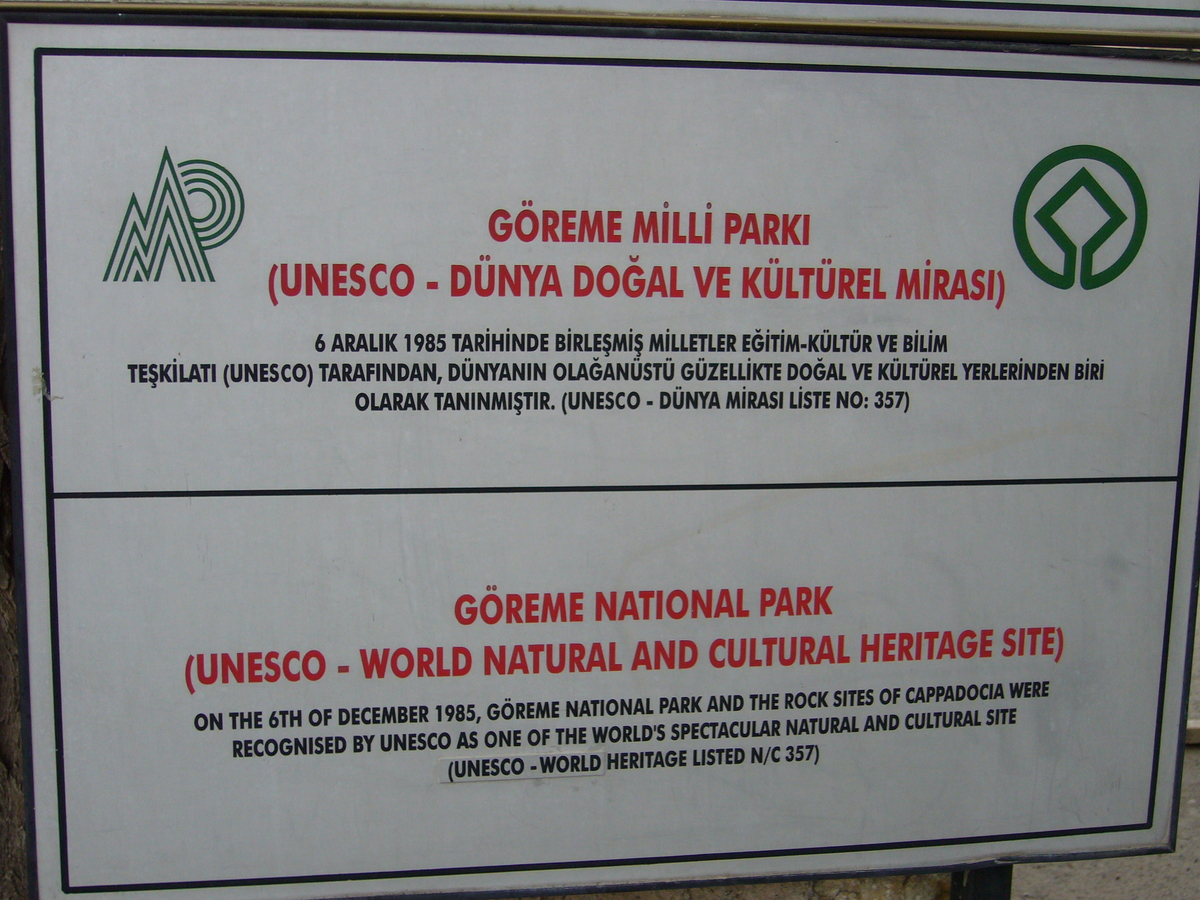 GÖREME MİLLİ PARKI
(UNESCO - DÜNYA DOĞAL VE KÜLTÜREL MİRASI)
6 ARALIK 1985 TARİHİNDE BİRLEŞMİŞ MİLLETLER EĞİTİM-KÜLTÜR VE BİLİM
TEŞKİLATI (UNESCO) TARAFINDAN, DÜNYANIN OLAĞANÜSTÜ GÜZELLİKTE DOĞAL VE KÜLTÜREL YERLERİNDEN BİRİ
OLARAK TANINMIŞTIR. (UNESCO - DÜNYA MİRASI LİSTE NO: 357)
GÖREME NATIONAL PARK
(UNESCO - WORLD NATURAL AND CULTURAL HERITAGE SITE)
ON THE 6TH OF DECEMBER 1985, GÖREME NATIONAL PARK AND THE ROCK SITES OF CAPPADOCIA WERE
RECOGNISED BY UNESCO AS ONE OF THE WORLD'S SPECTACULAR NATURAL AND CULTURAL SITE
(UNESCO - WORLD HERITAGE LISTED N/C 357)